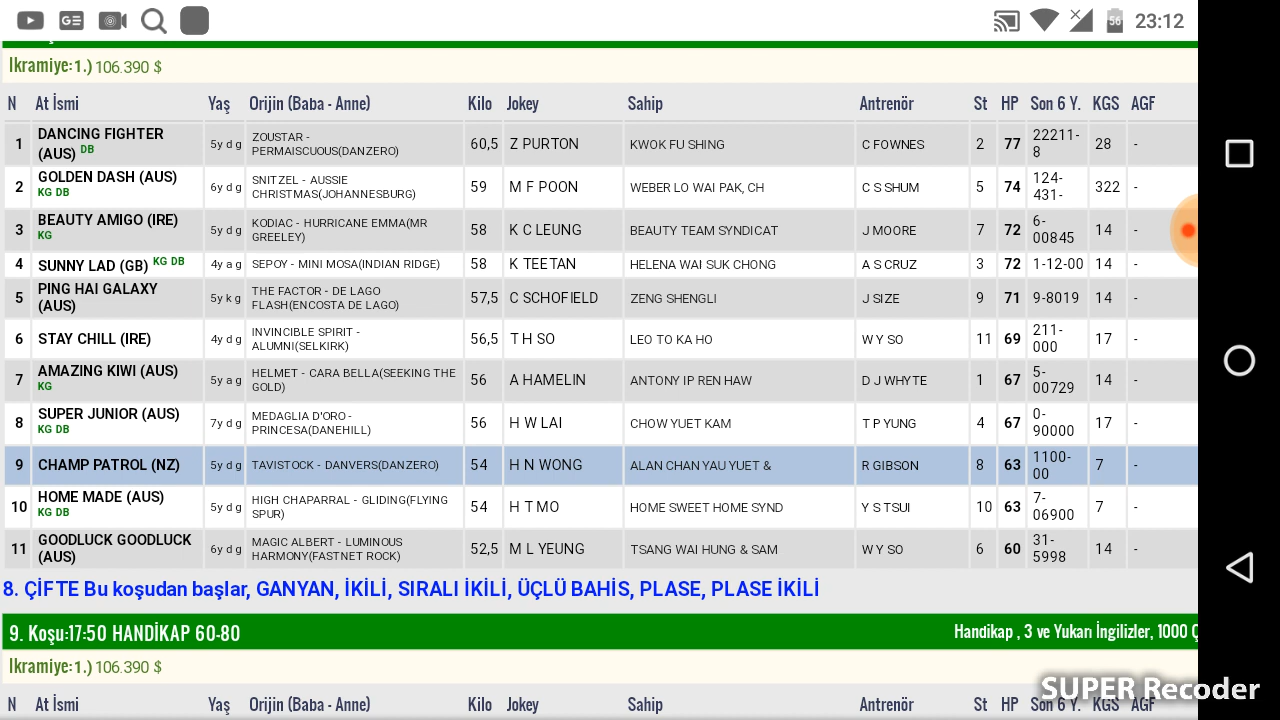 23:12
56
İkramiye:1.) 106.390 $
N At İsmi Yaş Orijin (Baba - Anne) Kilo Jokey Sahip Antrenör St HP Son 6 Y. KGS AGF
1 DANCING FIGHTER (AUS) DB 5y d g ZOUSTAR - PERMAISCUOUS(DANZERO) 60,5 Z PURTON KWOK FU SHING C FOWNES 2 77 22211-8 28 -
2 GOLDEN DASH (AUS) KG DB 6y d g SNITZEL - AUSSIE CHRISTMAS(JOHANNESBURG) 59 M F POON WEBER LO WAI PAK, CH C S SHUM 5 74 124-431- 322 -
3 BEAUTY AMIGO (IRE) KG 5y d g KODIAC - HURRICANE EMMA(MR GREELEY) 58 K C LEUNG BEAUTY TEAM SYNDICAT J MOORE 7 72 6-00845 14 -
4 SUNNY LAD (GB) KG DB 4y a g SEPOY - MINI MOSA(INDIAN RIDGE) 58 K TEETAN HELENA WAI SUK CHONG A S CRUZ 3 72 1-12-00 14 -
5 PING HAI GALAXY (AUS) 5y k g THE FACTOR - DE LAGO FLASH(ENCOSTA DE LAGO) 57,5 C SCHOFIELD ZENG SHENGLI J SIZE 9 71 9-8019 14 -
6 STAY CHILL (IRE) 4y d g INVINCIBLE SPIRIT - ALUMNI(SELKIRK) 56,5 T H SO LEO TO KA HO W Y SO 11 69 211-000 17 -
7 AMAZING KIWI (AUS) KG 5y a g HELMET - CARA BELLA(SEEKING THE GOLD) 56 A HAMELIN ANTONY IP REN HAW D J WHYTE 1 67 5-00729 14 -
8 SUPER JUNIOR (AUS) KG DB 7y d g MEDAGLIA D'ORO - PRINCESA(DANEHILL) 56 H W LAI CHOW YUET KAM T P YUNG 4 67 0-90000 17 -
9 CHAMP PATROL (NZ) 5y d g TAVISTOCK - DANVERS(DANZERO) 54 H N WONG ALAN CHAN YAU YUET & R GIBSON 8 63 1100-00 7 -
10 HOME MADE (AUS) KG DB 5y d g HIGH CHAPARRAL - GLIDING(FLYING SPUR) 54 H T MO HOME SWEET HOME SYND Y S TSUI 10 63 7-06900 7 -
11 GOODLUCK GOODLUCK (AUS) 6y d g MAGIC ALBERT - LUMINOUS HARMONY(FASTNET ROCK) 52,5 M L YEUNG TSANG WAI HUNG & SAM W Y SO 6 60 31-5998 14 -
8. ÇİFTE Bu koşudan başlar, GANYAN, İKİLİ, SIRALI İKİLİ, ÜÇLÜ BAHİS, PLASE, PLASE İKİLİ
9. Koşu:17:50 HANDİKAP 60-80 Handikap , 3 ve Yukarı İngilizler, 1000 Ç
İkramiye:1.) 106.390 $
N At İsmi Yaş Orijin (Baba - Anne) Kilo Jokey Sahip Antrenör St HP Son 6 Y. KGS AGF
SUPER Recoder